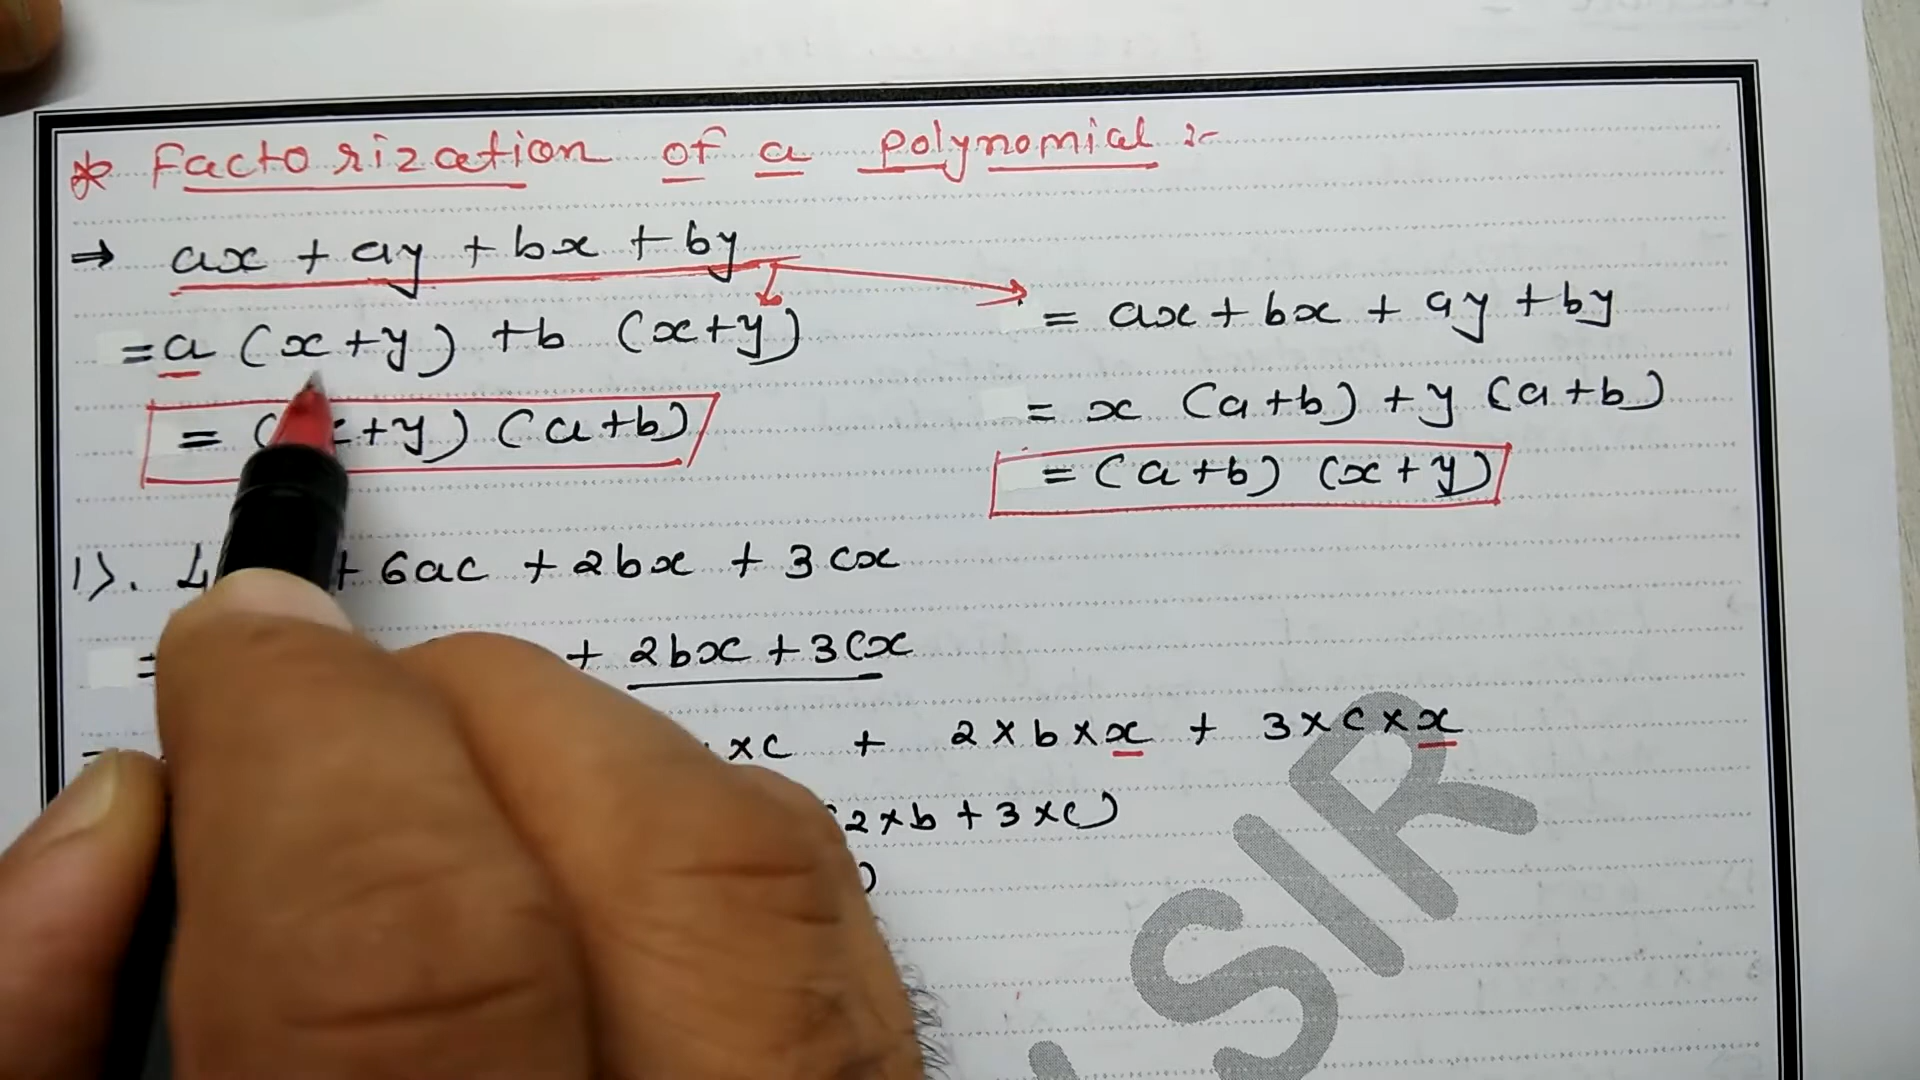 * Factorization of a polynomial :-
⇒ ax + ay + bx + by
= a (x+y) + b (x+y)
= (x+y) (a+b)
= ax + bx + ay + by
= x (a+b) + y (a+b)
= (a+b) (x+y)
1). + 6ac + 2bx + 3cx
+ 2bx + 3cx
xc + 2×b×x + 3×c×x
2×b + 3×c)
)
SIR